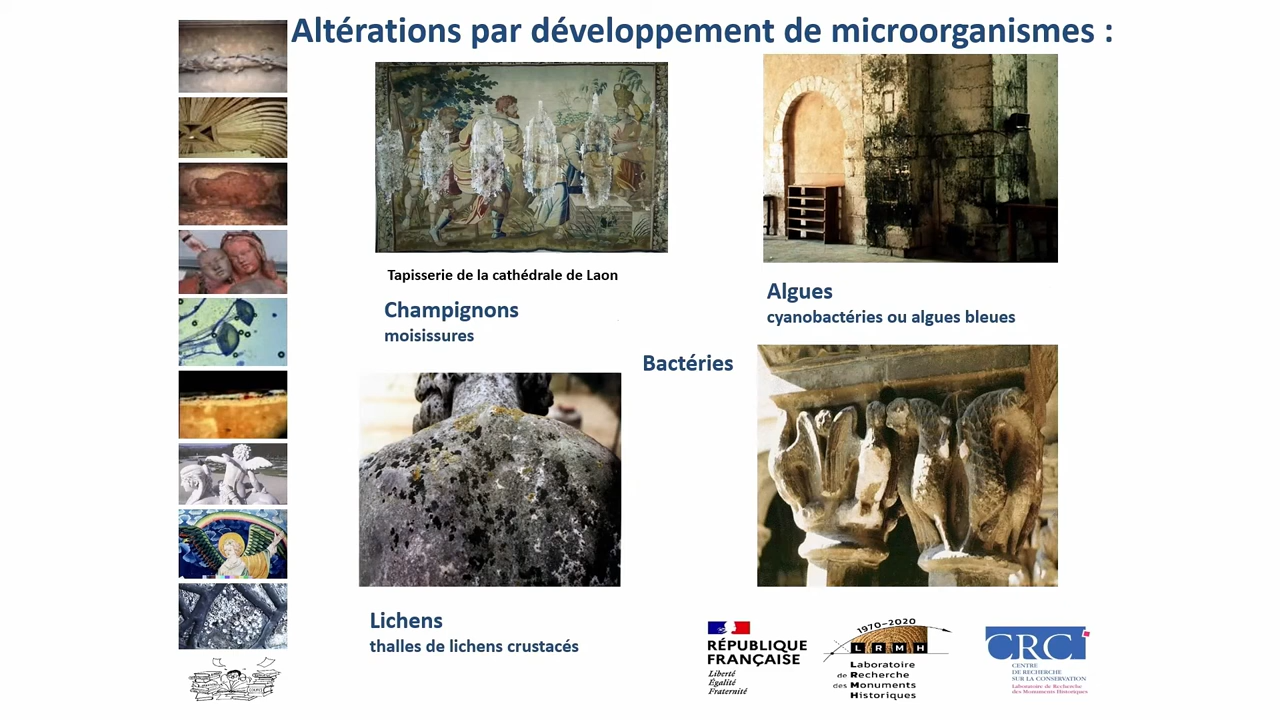 Altérations par développement de microorganismes :
Tapisserie de la cathédrale de Laon
Champignons
moisissures
Algues
cyanobactéries ou algues bleues
Bactéries
Lichens
thalles de lichens crustacés
RÉPUBLIQUE
FRANÇAISE
Liberté
Égalité
Fraternité
1970-2020
L R M H
Laboratoire
de Recherche
des Monuments
Historiques
CRC
CENTRE
DE RECHERCHE
SUR LA CONSERVATION
Laboratoire de Recherche
des Monuments Historiques